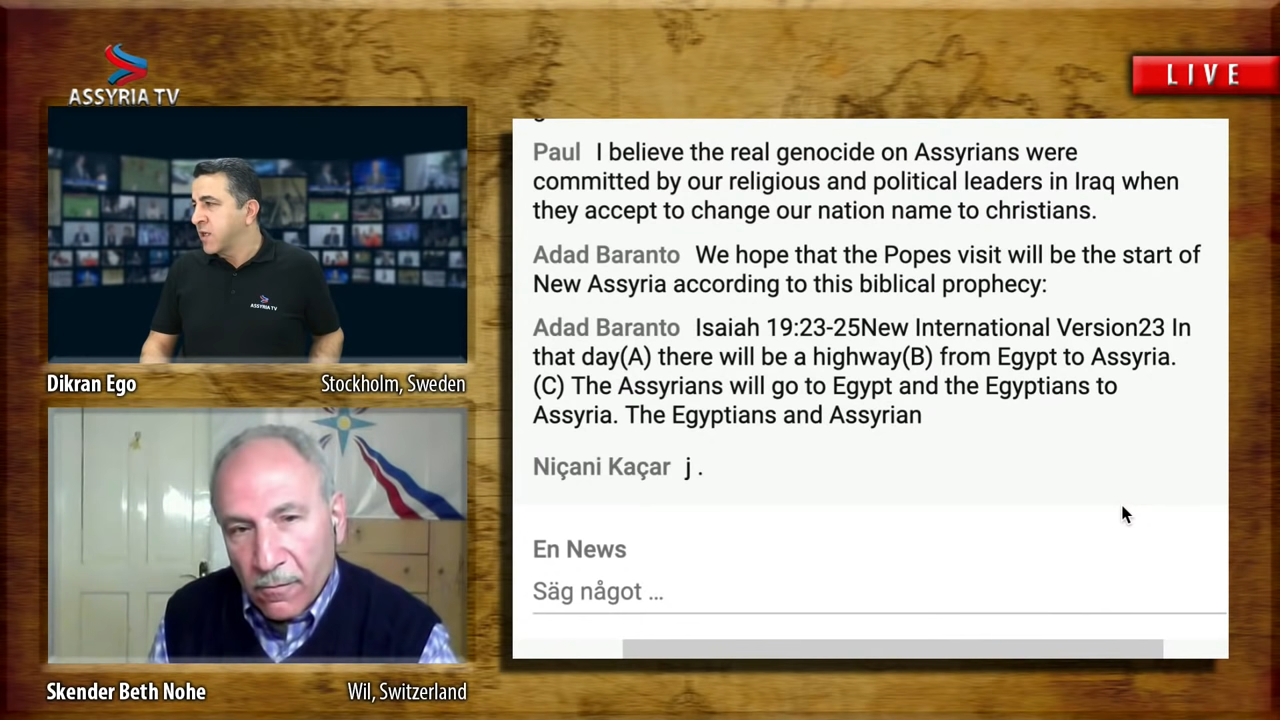 ASSYRIA TV
LIVE
ASSYRIA TV
Dikran Ego
Stockholm, Sweden
Skender Beth Nohe
Wil, Switzerland
Paul I believe the real genocide on Assyrians were
committed by our religious and political leaders in Iraq when
they accept to change our nation name to christians.
Adad Baranto We hope that the Popes visit will be the start of
New Assyria according to this biblical prophecy:
Adad Baranto Isaiah 19:23-25New International Version23 In
that day(A) there will be a highway(B) from Egypt to Assyria.
(C) The Assyrians will go to Egypt and the Egyptians to
Assyria. The Egyptians and Assyrian
Niçani Kaçar j .
En News
Säg något ...